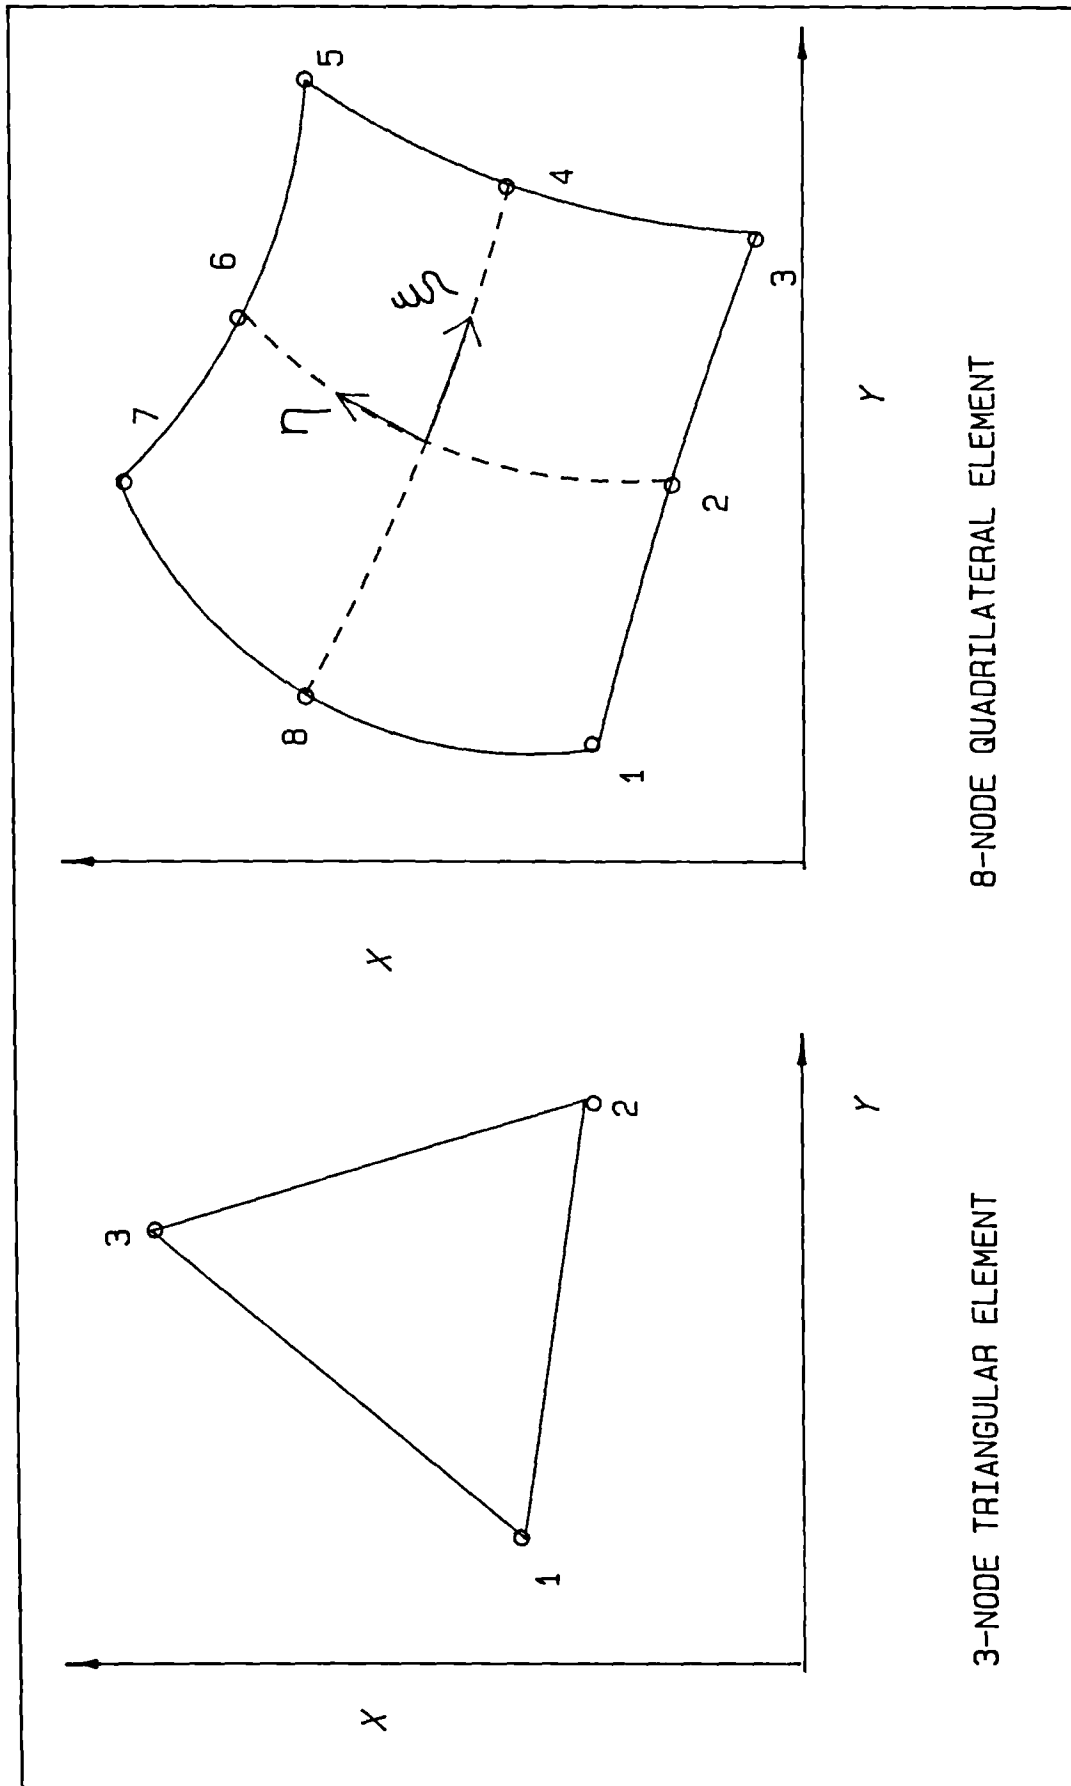 3
1
2
X
Y
3-NODE TRIANGULAR ELEMENT
7
6
5
η
ξ
8
4
1
2
3
X
Y
8-NODE QUADRILATERAL ELEMENT